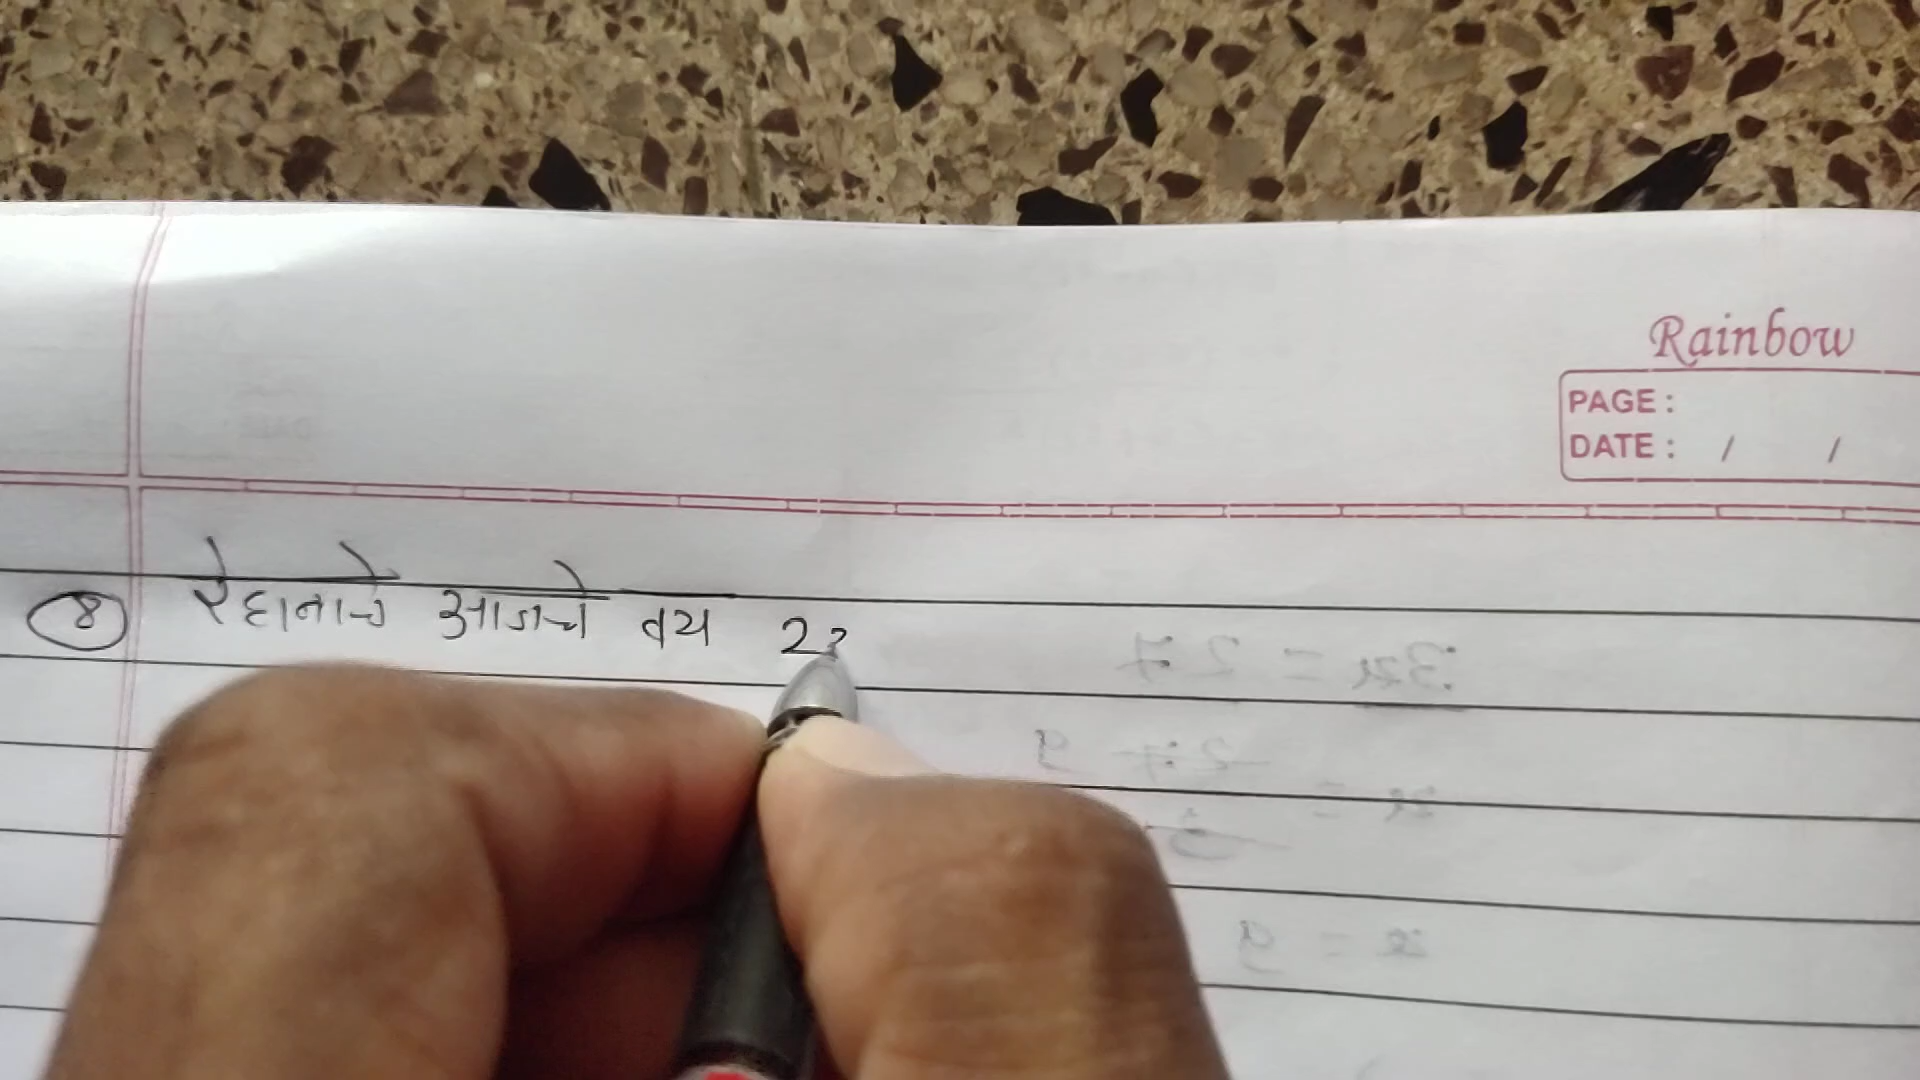 Rainbow
PAGE :
DATE : / /
8 रेहानाचे आजचे वय 2